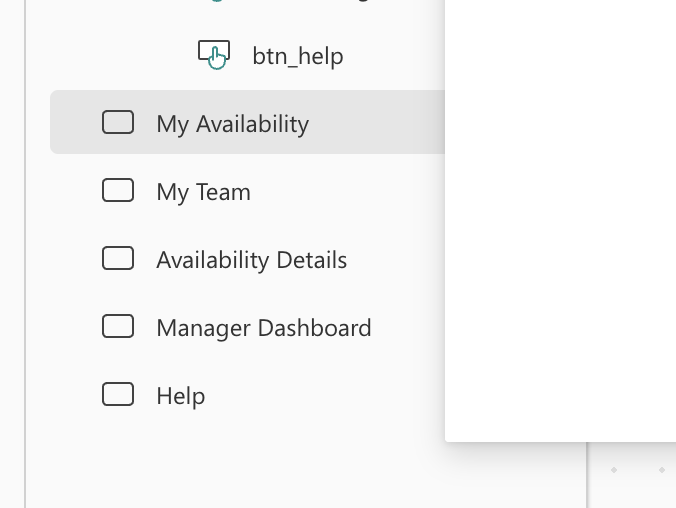 btn_help
My Availability
My Team
Availability Details
Manager Dashboard
Help